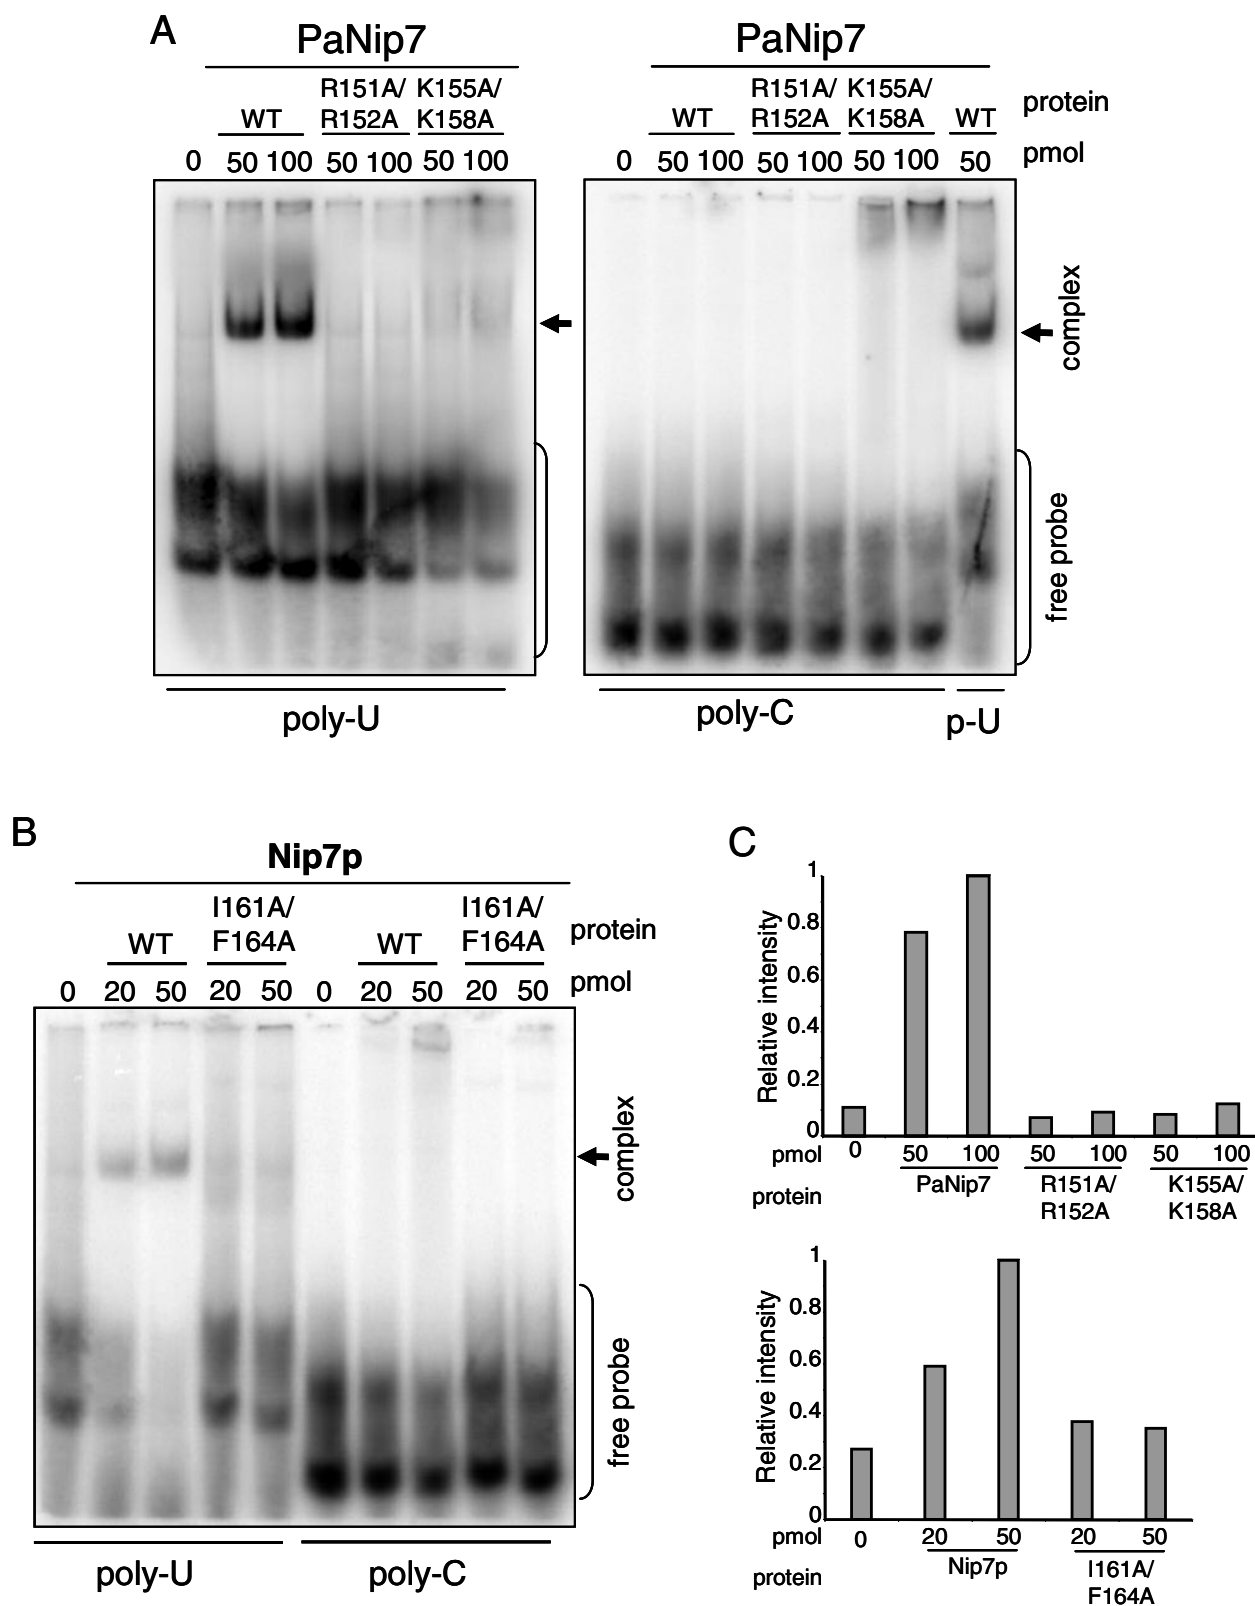 A
PaNip7
PaNip7
R151A/ K155A/
WT R152A K158A
0 50 100 50 100 50 100
R151A/ K155A/
WT R152A K158A WT protein
0 50 100 50 100 50 100 50 pmol
complex
free probe
poly-U
poly-C
p-U
B
Nip7p
I161A/ I161A/
WT F164A WT F164A protein
0 20 50 20 50 0 20 50 20 50 pmol
complex
free probe
poly-U poly-C
C
Relative intensity
1
0.8
0.6
0.4
0.2
0
pmol 0 50 100 50 100 50 100
protein PaNip7 R151A/ K155A/
R152A K158A
Relative intensity
1
0.8
0.6
0.4
0.2
0
pmol 0 20 50 20 50
protein Nip7p I161A/
F164A